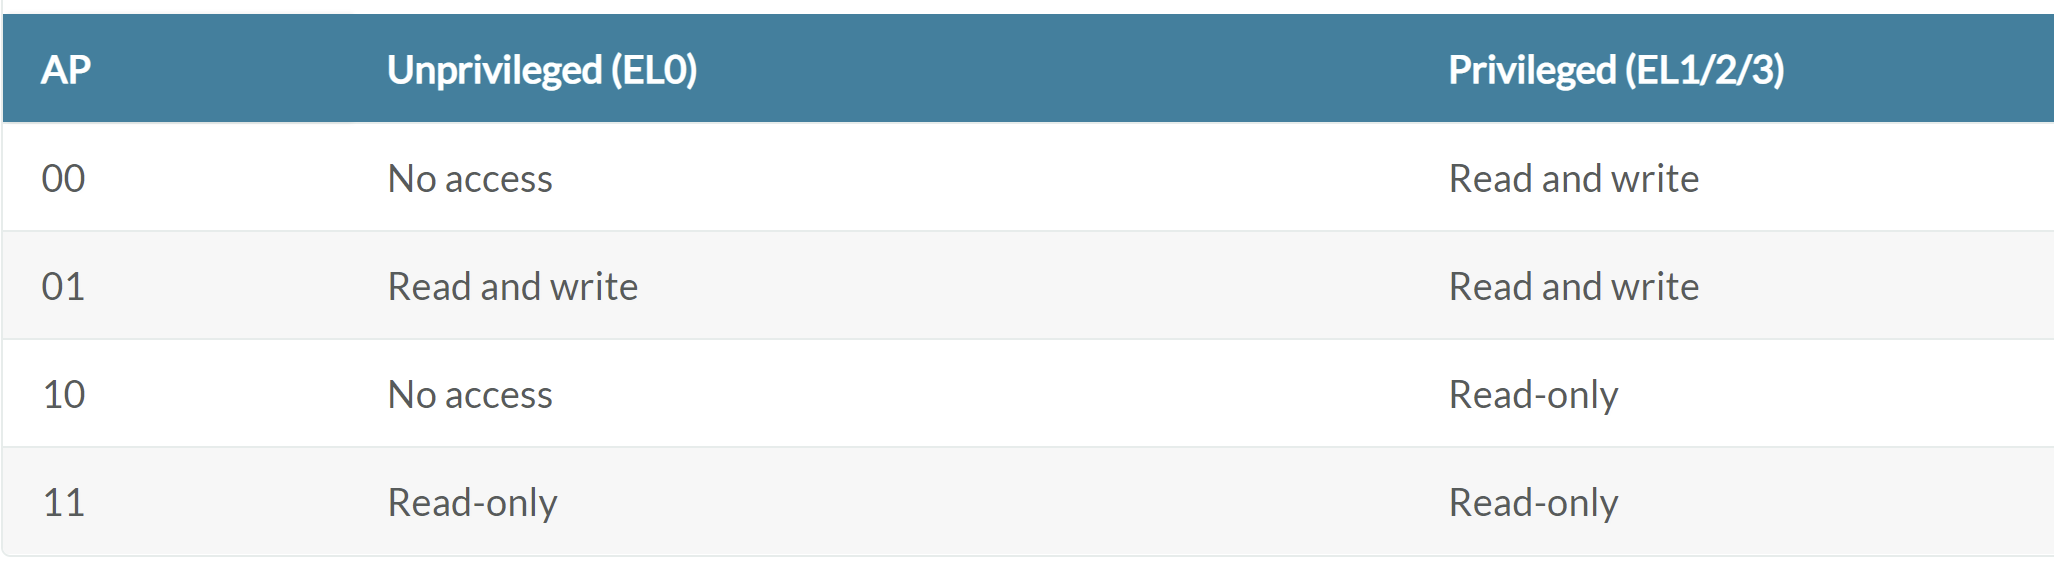 AP Unprivileged (EL0) Privileged (EL1/2/3)
00 No access Read and write
01 Read and write Read and write
10 No access Read-only
11 Read-only Read-only